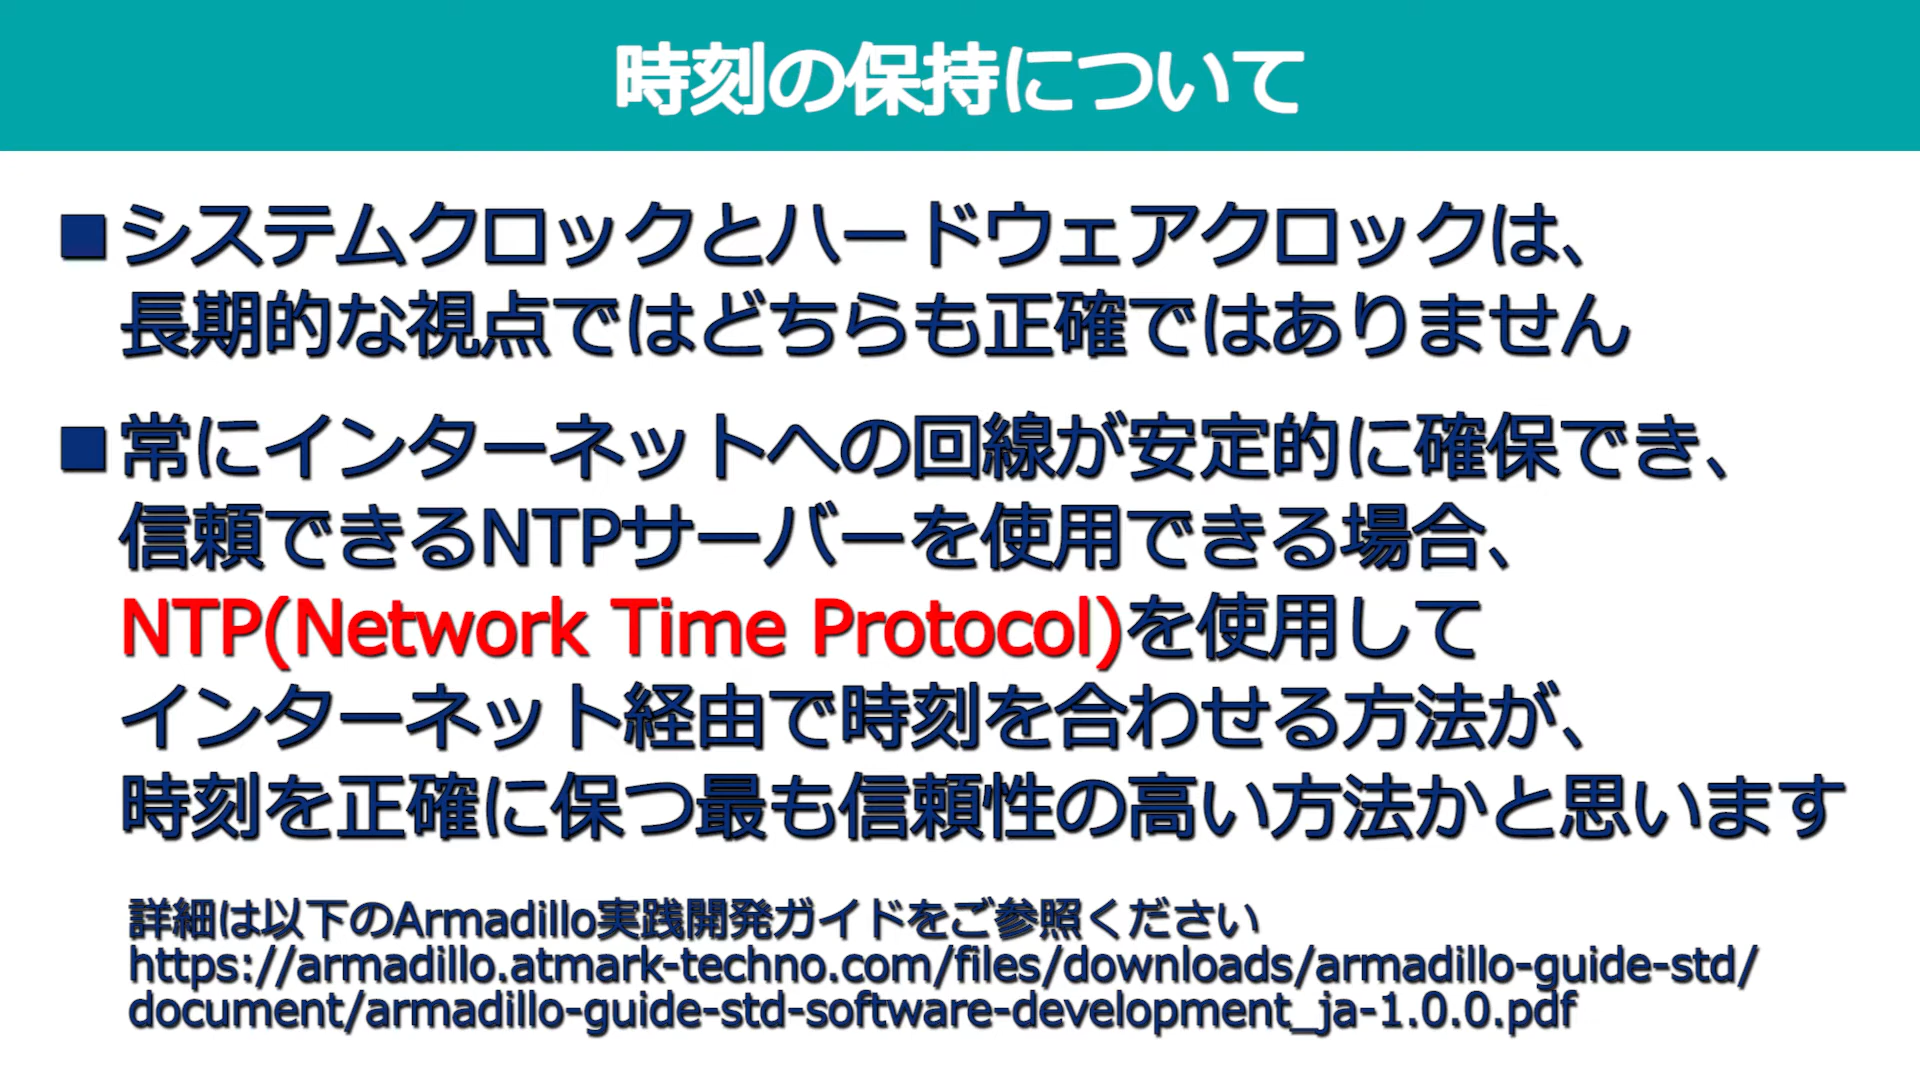 時刻の保持について
■システムクロックとハードウェアクロックは、
長期的な視点ではどちらも正確ではありません
■常にインターネットへの回線が安定的に確保でき、
信頼できるNTPサーバーを使用できる場合、
NTP(Network Time Protocol)を使用して
インターネット経由で時刻を合わせる方法が、
時刻を正確に保つ最も信頼性の高い方法かと思います
詳細は以下のArmadillo実践開発ガイドをご参照ください
https://armadillo.atmark-techno.com/files/downloads/armadillo-guide-std/
document/armadillo-guide-std-software-development_ja-1.0.0.pdf